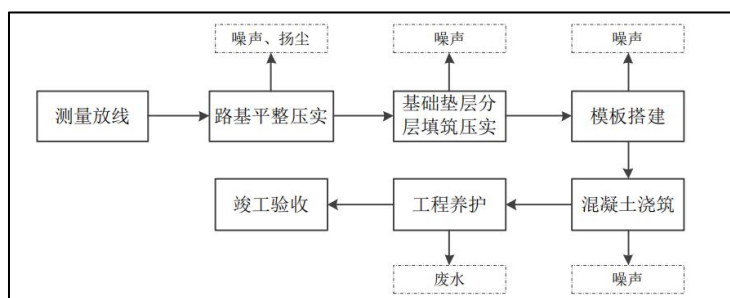 噪声、扬尘
噪声
噪声
测量放线
路基平整压实
基础垫层分
层填筑压实
模板搭建
竣工验收
工程养护
混凝土浇筑
废水
噪声